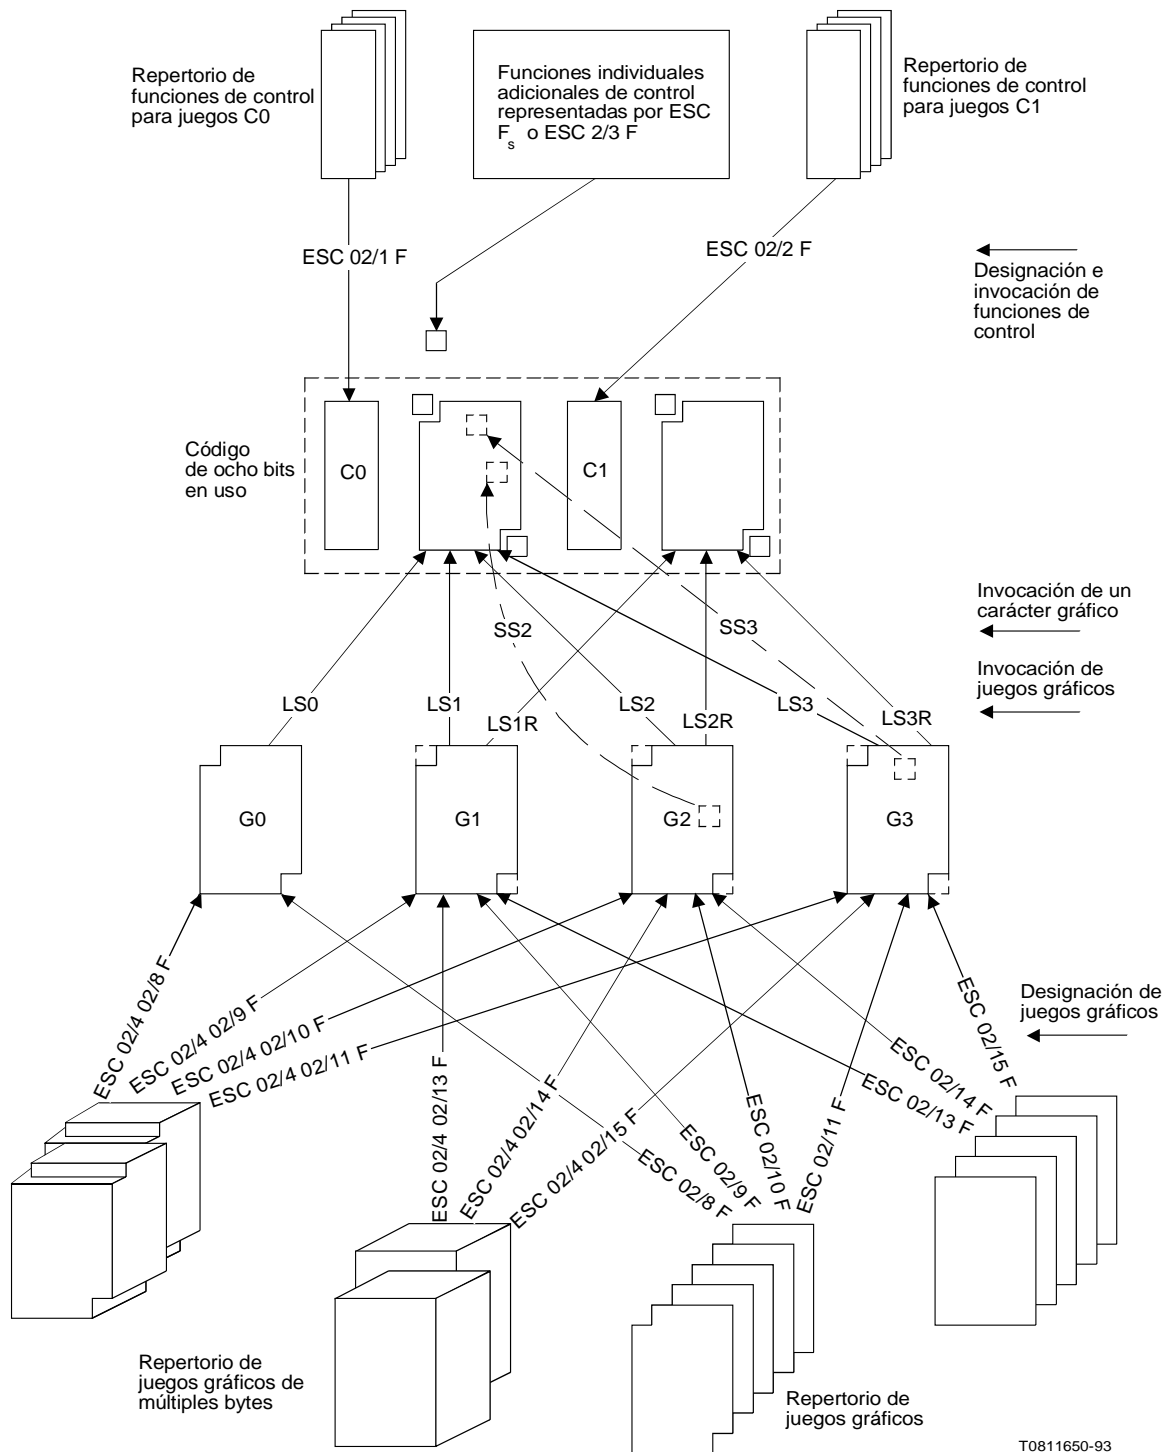 Repertorio de
funciones de control
para juegos C0
Funciones individuales
adicionales de control
representadas por ESC
Fs o ESC 2/3 F
Repertorio de
funciones de control
para juegos C1
ESC 02/1 F
ESC 02/2 F
Designación e
invocación de
funciones de
control
Código
de ocho bits
en uso
C0
C1
Invocación de un
carácter gráfico
SS2
SS3
Invocación de
juegos gráficos
LS0
LS1
LS1R
LS2
LS2R
LS3
LS3R
G0
G1
G2
G3
ESC 02/4 02/8 F
ESC 02/4 02/9 F
ESC 02/4 02/10 F
ESC 02/4 02/11 F
ESC 02/4 02/13 F
ESC 02/4 02/14 F
ESC 02/4 02/15 F
ESC 02/8 F
ESC 02/9 F
ESC 02/10 F
ESC 02/11 F
ESC 02/13 F
ESC 02/14 F
ESC 02/15 F
Designación de
juegos gráficos
Repertorio de
juegos gráficos de
múltiples bytes
Repertorio de
juegos gráficos
T0811650-93